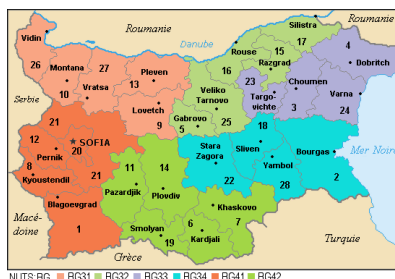 Roumanie
Roumanie
Silistra
Vidin
Danube
Rouse
15
17
4
26
Montana
27
Pleven
16
Razgrad
Dobritch
10
Vratsa
13
Veliko
Tarnovo
23
Targo-
vichte
Choumen
3
Varna
24
Serbie
Lovetch
9
Gabrovo
5
25
21
12
SOFIA
20
Pernik
8
Kyoustendil
21
18
Stara
Zagora
Sliven
Yambol
Bourgas
Mer Noire
11
14
22
28
2
Pazardjik
Plovdiv
Blagoevgrad
Khaskovo
Macé-
doine
1
Smolyan
19
6
Kardjali
7
Grèce
Turquie
NUTS:BG BG31 BG32 BG33 BG34 BG41 BG42